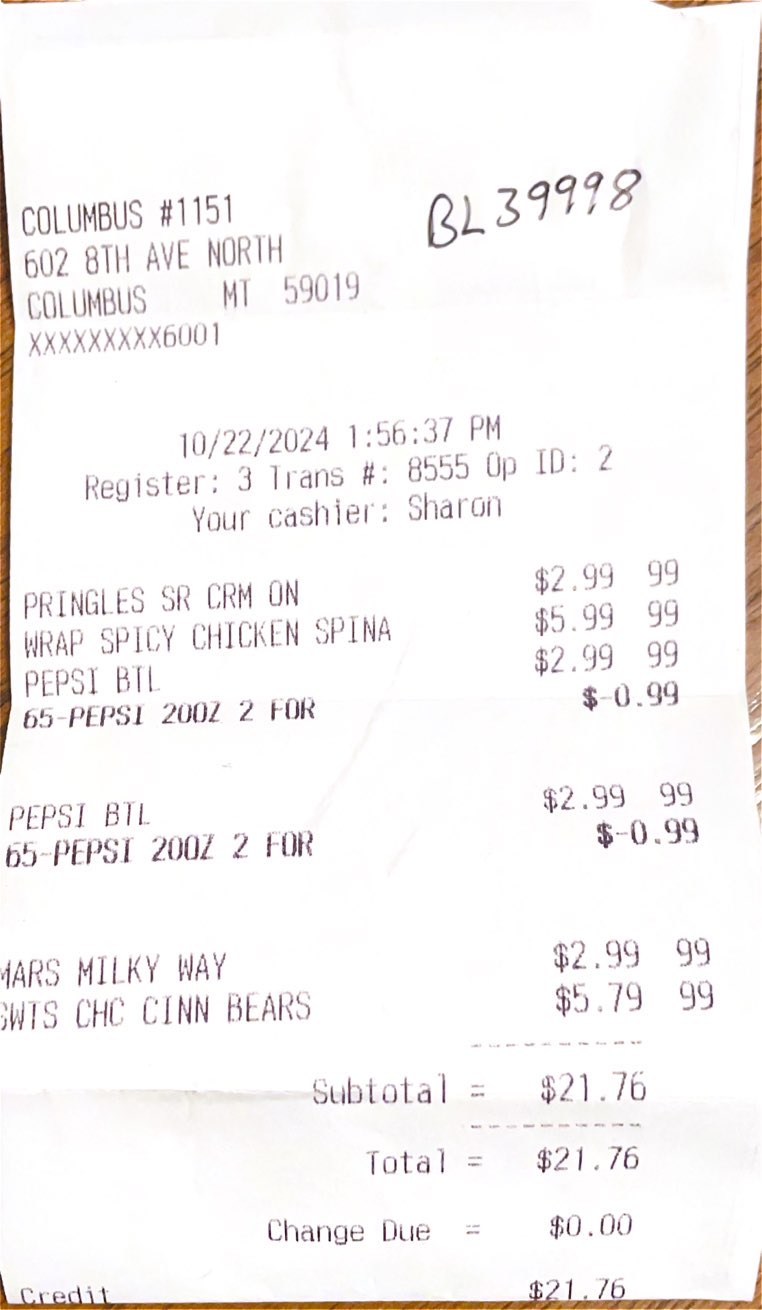 BL39998
COLUMBUS #1151
602 8TH AVE NORTH
COLUMBUS MT 59019
XXXXXXXXX6001
10/22/2024 1:56:37 PM
Register: 3 Trans #: 8555 Op ID: 2
Your cashier: Sharon
PRINGLES SR CRM ON $2.99 99
WRAP SPICY CHICKEN SPINA $5.99 99
PEPSI BTL $2.99 99
65-PEPSI 20OZ 2 FOR $-0.99
PEPSI BTL $2.99 99
65-PEPSI 20OZ 2 FOR $-0.99
MARS MILKY WAY $2.99 99
SWTS CHC CINN BEARS $5.79 99
Subtotal = $21.76
Total = $21.76
Change Due = $0.00
Credit $21.76